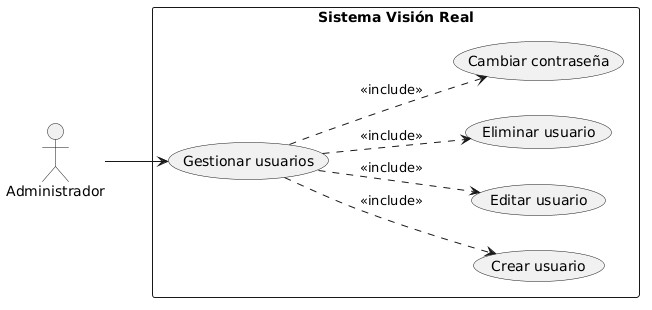 Sistema Visión Real
Cambiar contraseña
<<include>>
Eliminar usuario
<<include>>
Gestionar usuarios
<<include>>
Administrador
Editar usuario
<<include>>
Crear usuario